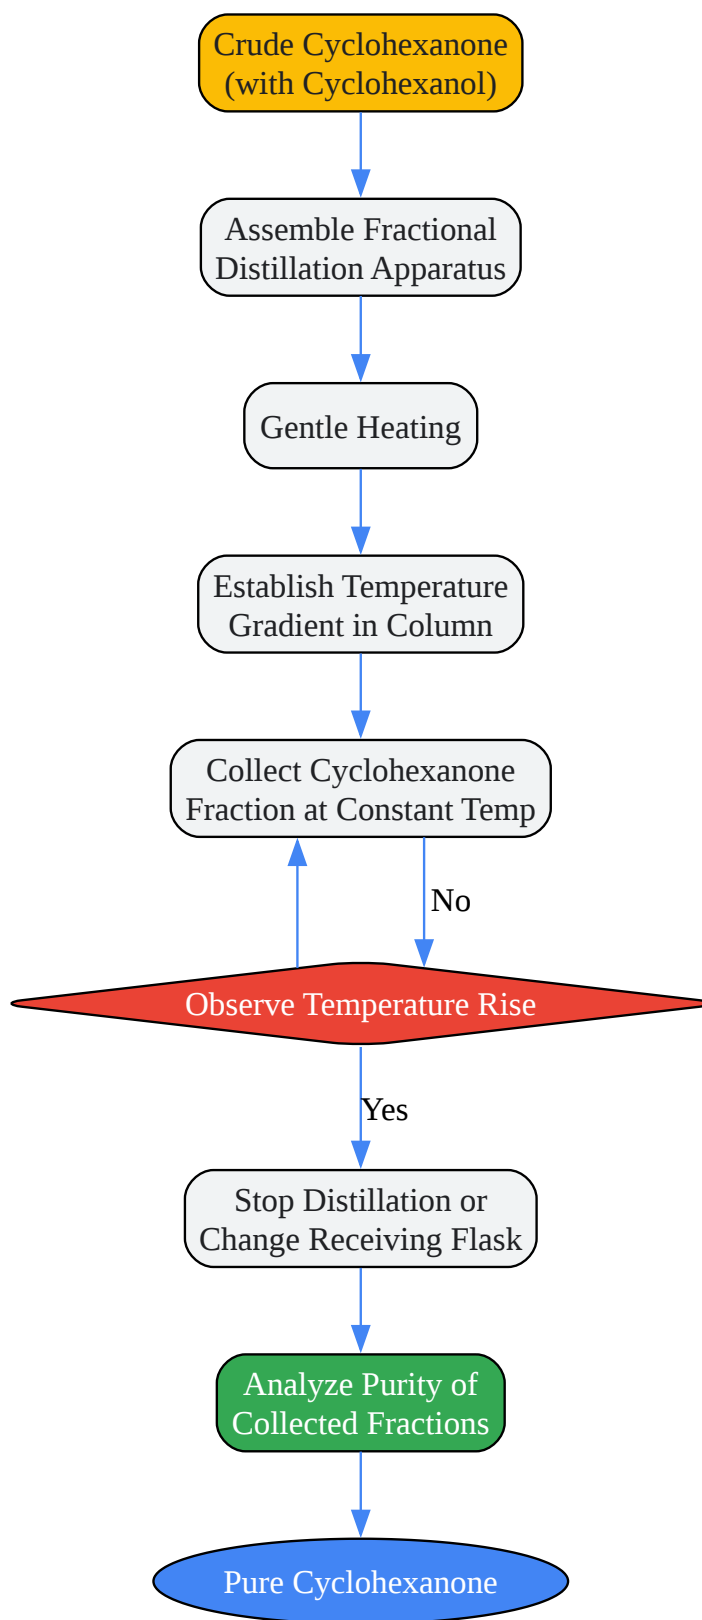 Crude Cyclohexanone
(with Cyclohexanol)
Assemble Fractional
Distillation Apparatus
Gentle Heating
Establish Temperature
Gradient in Column
Collect Cyclohexanone
Fraction at Constant Temp
No
Observe Temperature Rise
Yes
Stop Distillation or
Change Receiving Flask
Analyze Purity of
Collected Fractions
Pure Cyclohexanone